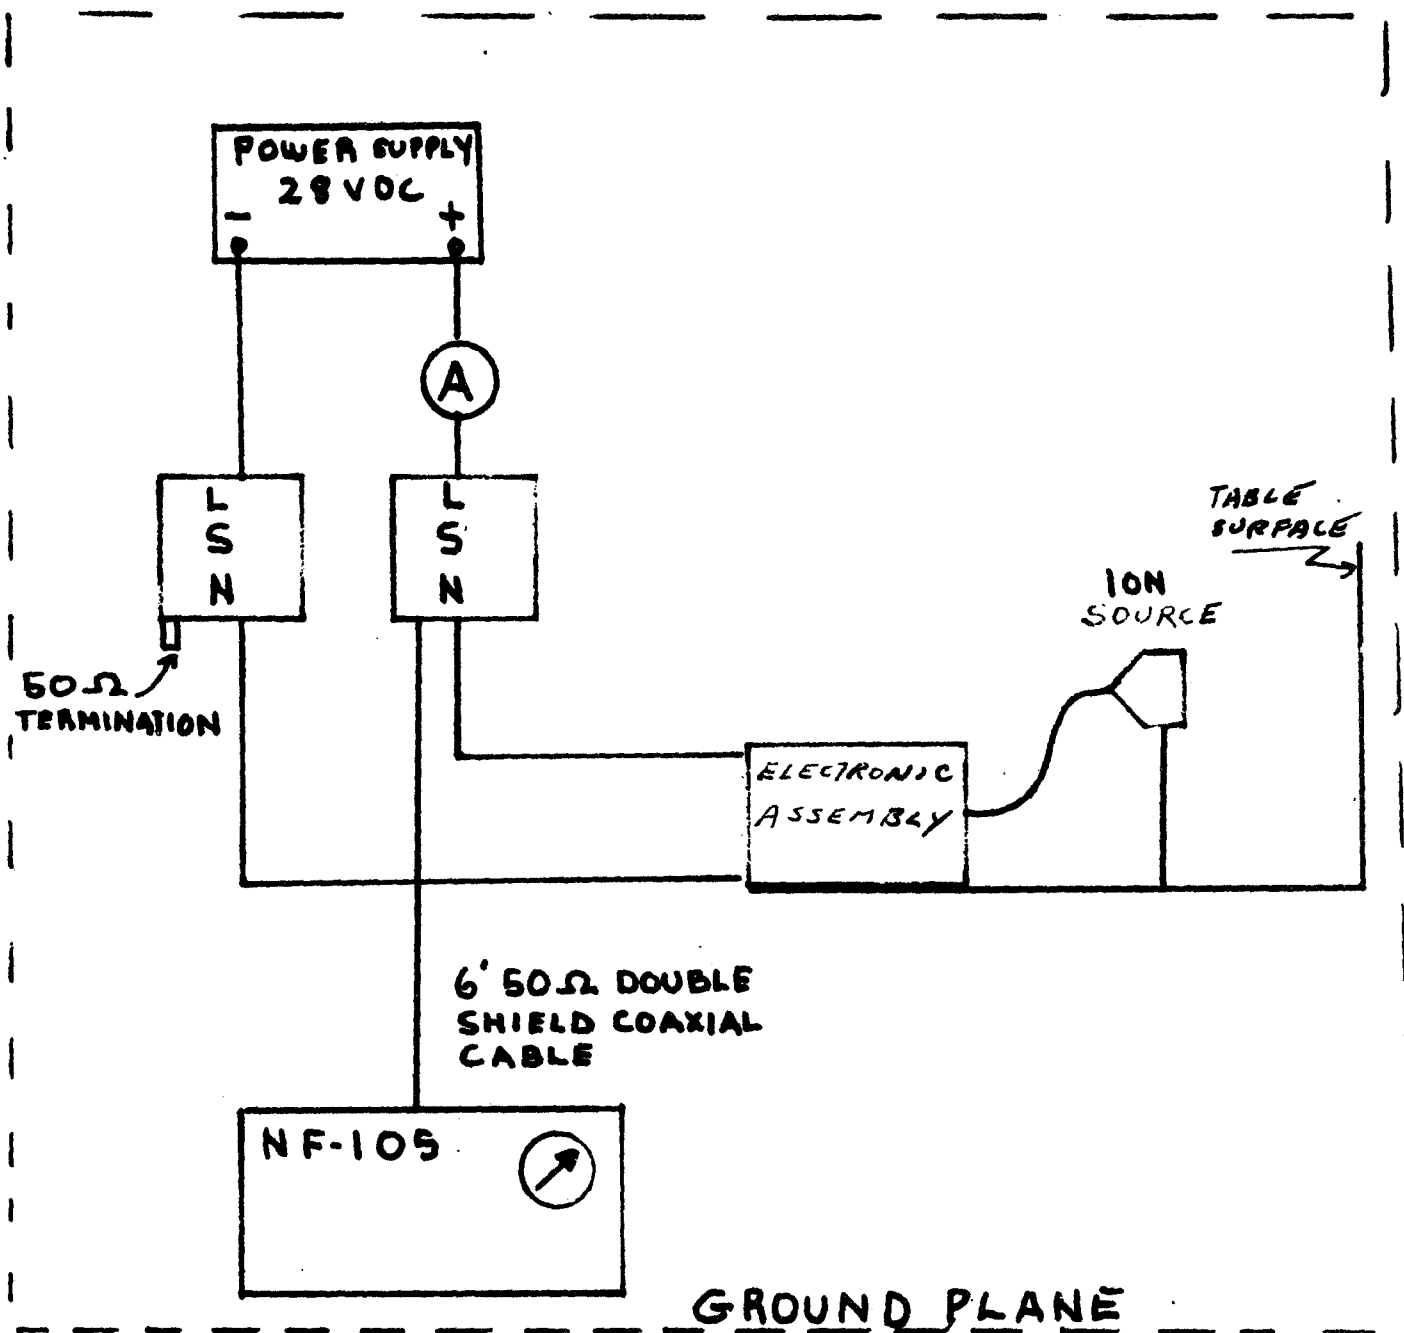 POWER SUPPLY
28 VDC
- +
A
L
S
N
L
S
N
50Ω
TERMINATION
TABLE
SURFACE
ION
SOURCE
ELECTRONIC
ASSEMBLY
6' 50Ω DOUBLE
SHIELD COAXIAL
CABLE
NF-105
GROUND PLANE